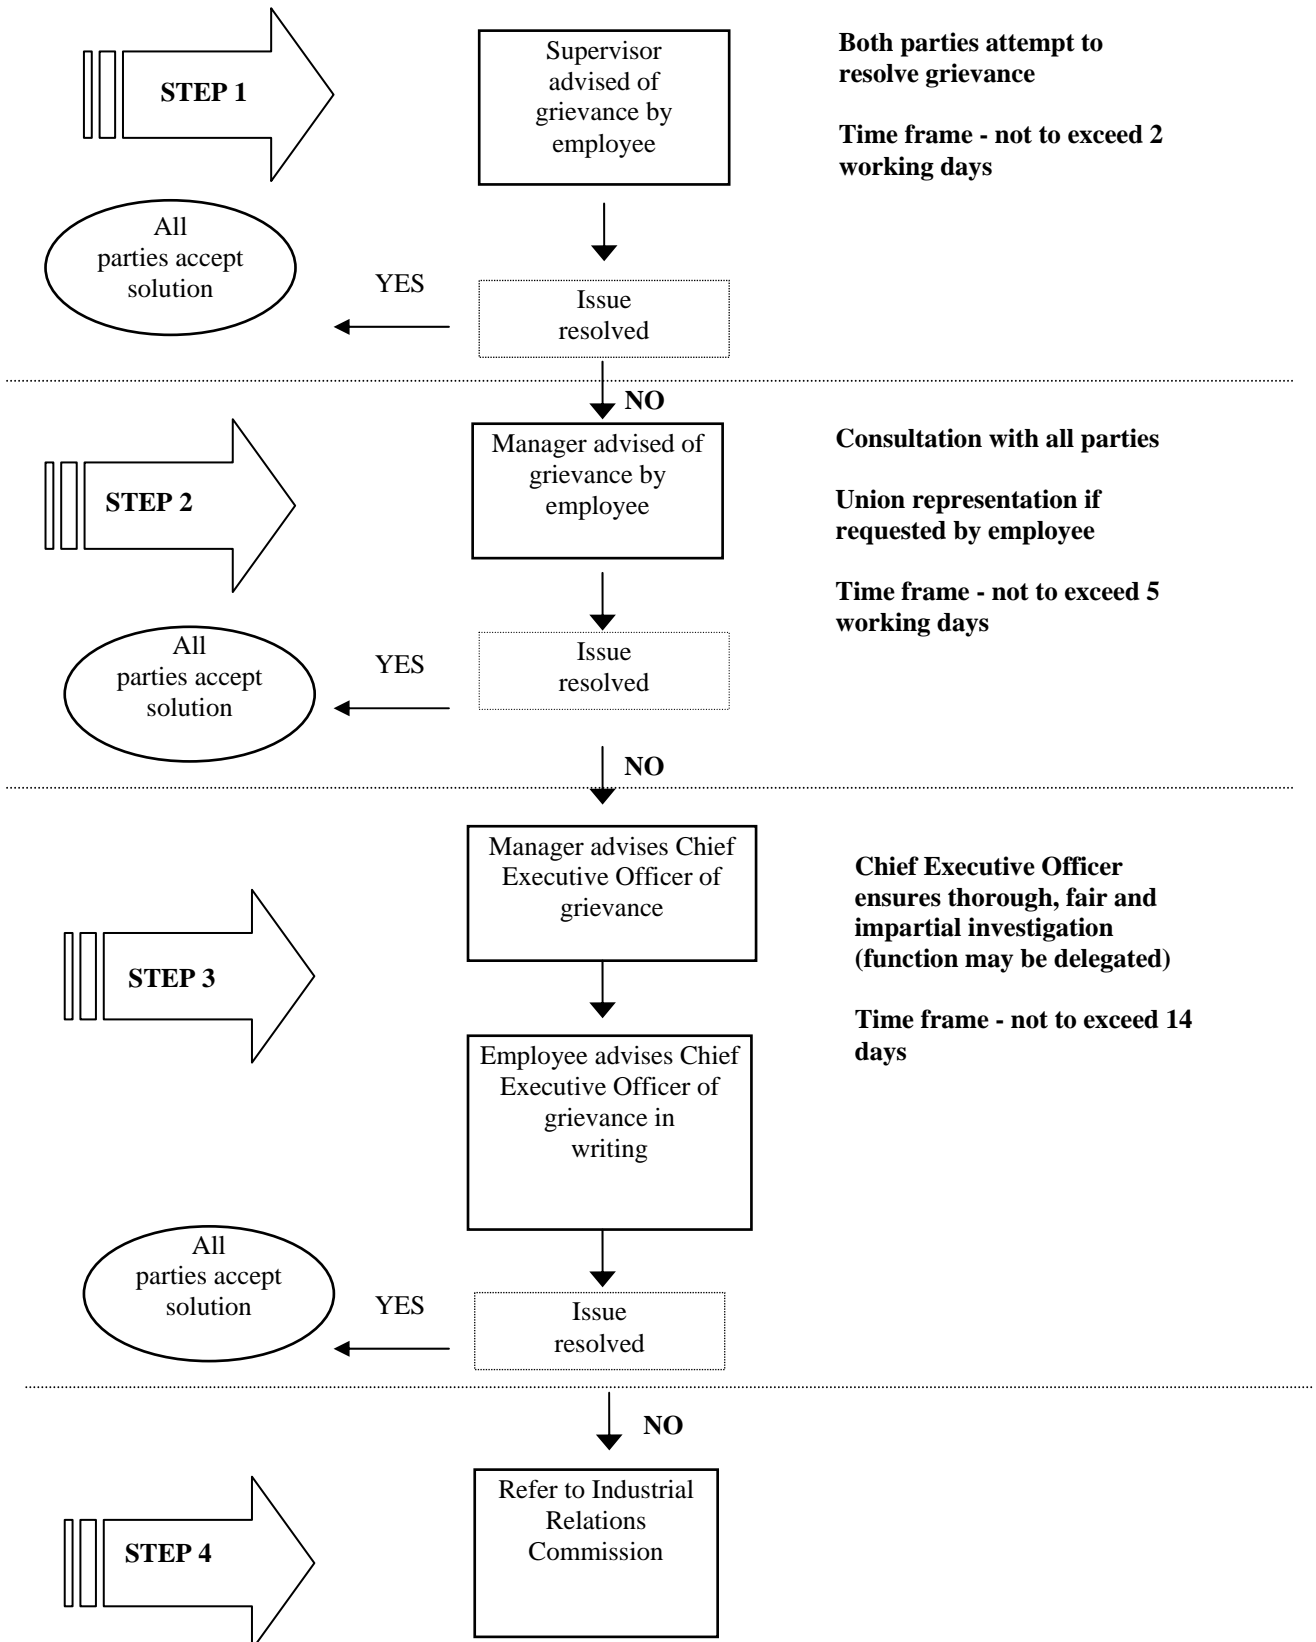 STEP 1
Supervisor
advised of
grievance by
employee
Both parties attempt to
resolve grievance
Time frame - not to exceed 2
working days
All
parties accept
solution
YES
Issue
resolved
NO
STEP 2
Manager advised of
grievance by
employee
Consultation with all parties
Union representation if
requested by employee
Time frame - not to exceed 5
working days
All
parties accept
solution
YES
Issue
resolved
NO
STEP 3
Manager advises Chief
Executive Officer of
grievance
Chief Executive Officer
ensures thorough, fair and
impartial investigation
(function may be delegated)
Time frame - not to exceed 14
days
Employee advises Chief
Executive Officer of
grievance in
writing
All
parties accept
solution
YES
Issue
resolved
NO
STEP 4
Refer to Industrial
Relations
Commission